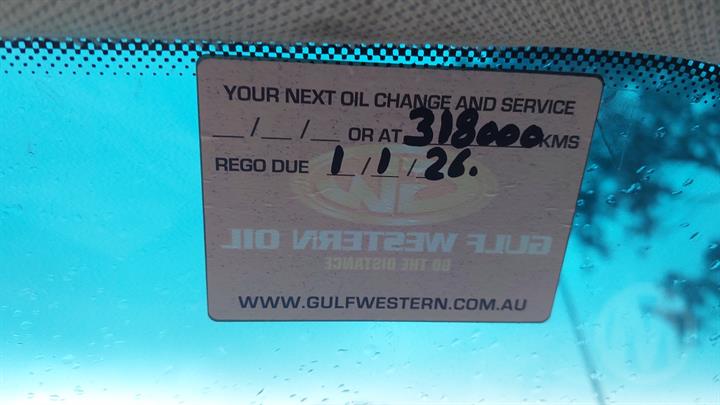 YOUR NEXT OIL CHANGE AND SERVICE
__/__/__ OR AT 318000 KMS
REGO DUE 1/1/26.
GW
GULF WESTERN OIL
GO THE DISTANCE
WWW.GULFWESTERN.COM.AU
M